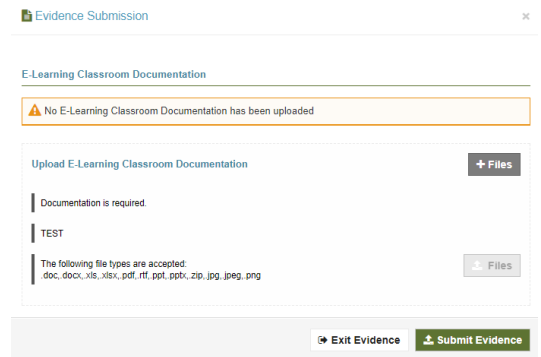 Evidence Submission
E-Learning Classroom Documentation
No E-Learning Classroom Documentation has been uploaded
Upload E-Learning Classroom Documentation
+ Files
Documentation is required.
TEST
The following file types are accepted:
.doc,.docx,.xls,.xlsx,.pdf,.rtf,.ppt,.pptx,.zip,.jpg,.jpeg,.png
Files
Exit Evidence
Submit Evidence